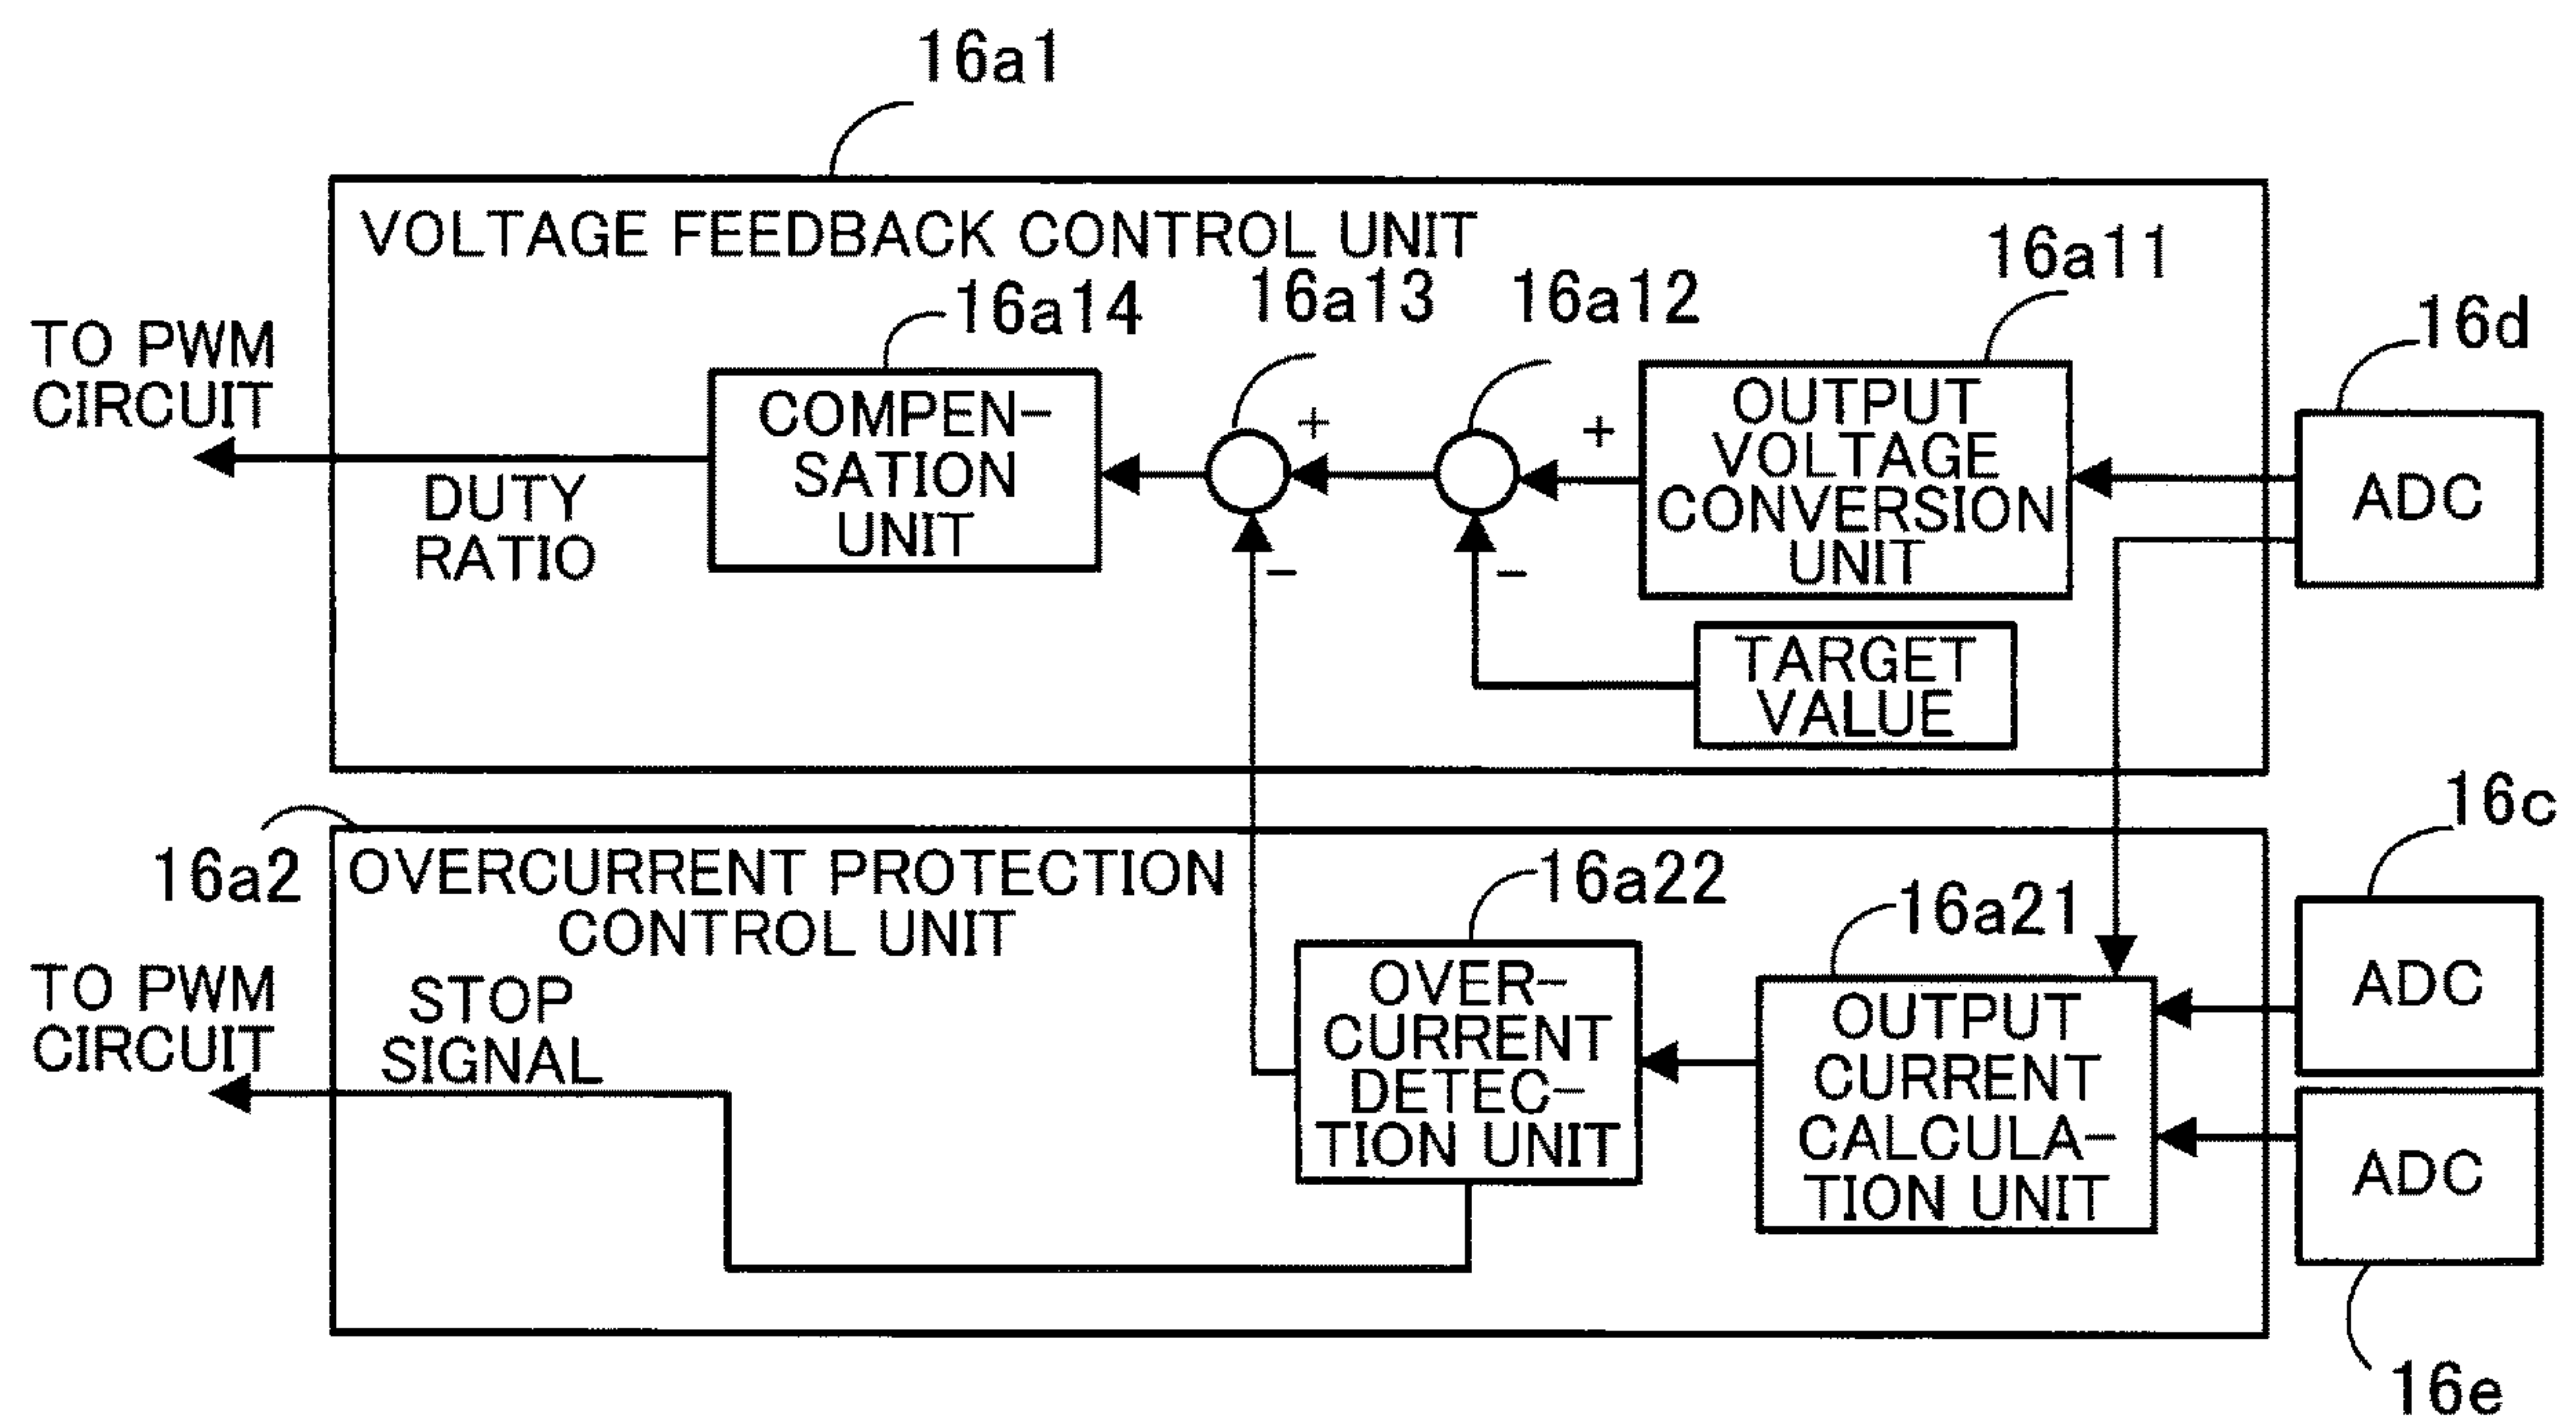 16a1
VOLTAGE FEEDBACK CONTROL UNIT
16a11
16a12
16a13
16a14
16d
TO PWM
CIRCUIT
DUTY
RATIO
COMPEN-
SATION
UNIT
+
-
+
-
OUTPUT
VOLTAGE
CONVERSION
UNIT
ADC
TARGET
VALUE
16a2
OVERCURRENT PROTECTION
CONTROL UNIT
16a22
16a21
16c
TO PWM
CIRCUIT
STOP
SIGNAL
OVER-
CURRENT
DETEC-
TION UNIT
OUTPUT
CURRENT
CALCULA-
TION UNIT
ADC
ADC
16e